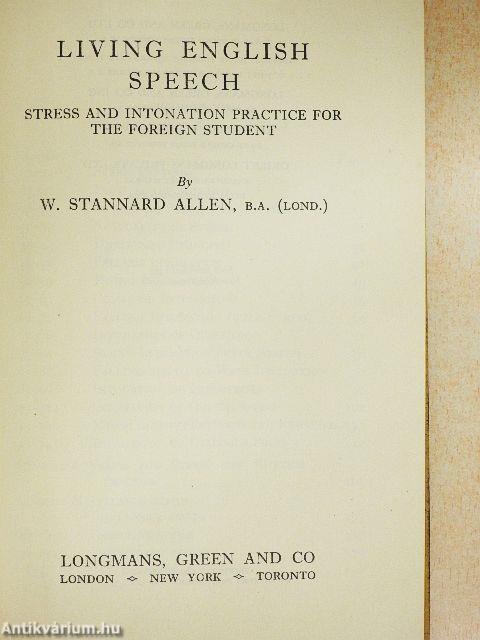 LIVING ENGLISH
SPEECH
STRESS AND INTONATION PRACTICE FOR
THE FOREIGN STUDENT
By
W. STANNARD ALLEN, B.A. (LOND.)
LONGMANS, GREEN AND CO
LONDON ⋄ NEW YORK ⋄ TORONTO
Antikvárium.hu